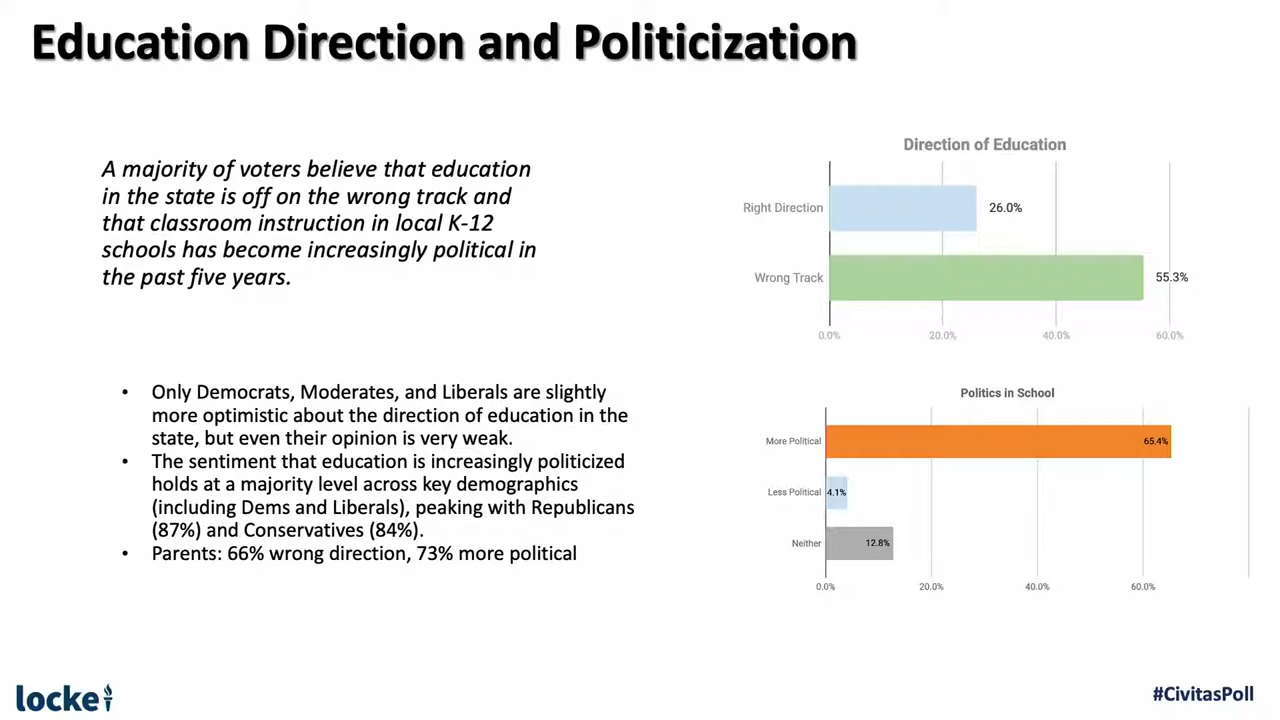 Education Direction and Politicization
A majority of voters believe that education
in the state is off on the wrong track and
that classroom instruction in local K-12
schools has become increasingly political in
the past five years.
• Only Democrats, Moderates, and Liberals are slightly
more optimistic about the direction of education in the
state, but even their opinion is very weak.
• The sentiment that education is increasingly politicized
holds at a majority level across key demographics
(including Dems and Liberals), peaking with Republicans
(87%) and Conservatives (84%).
• Parents: 66% wrong direction, 73% more political
Direction of Education
Right Direction 26.0%
Wrong Track 55.3%
0.0% 20.0% 40.0% 60.0%
Politics in School
More Political 65.4%
Less Political 4.1%
Neither 12.8%
0.0% 20.0% 40.0% 60.0%
locke
#CivitasPoll